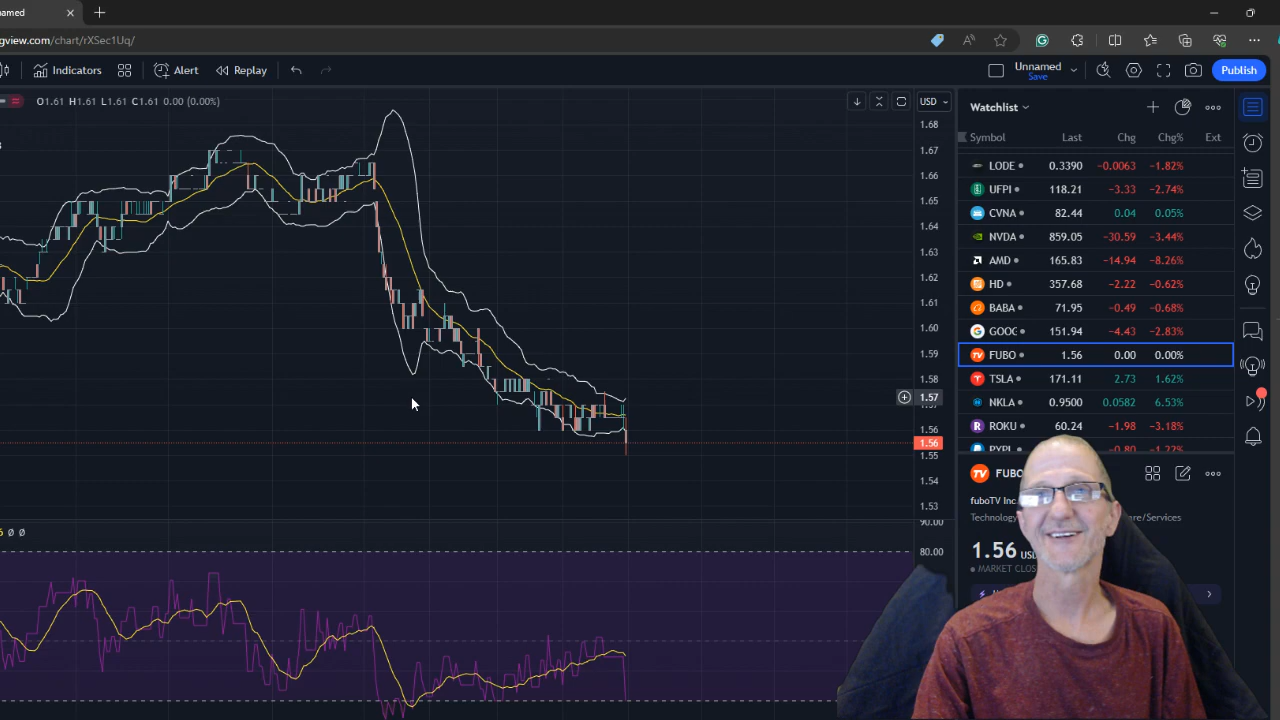 named
gview.com/chart/rXSec1Uq/
Indicators Alert Replay Unnamed Save Publish
O1.61 H1.61 L1.61 C1.61 0.00 (0.00%)
USD
1.68
1.67
1.66
1.65
1.64
1.63
1.62
1.61
1.60
1.59
1.58
1.57
1.56
1.56
1.55
1.54
1.53
90.00
80.00
Watchlist
Symbol Last Chg Chg% Ext
LODE 0.3390 −0.0063 −1.82%
UFPI 118.21 −3.33 −2.74%
CVNA 82.44 0.04 0.05%
NVDA 859.05 −30.59 −3.44%
AMD 165.83 −14.94 −8.26%
HD 357.68 −2.22 −0.62%
BABA 71.95 −0.49 −0.68%
GOOG 151.94 −4.43 −2.83%
FUBO 1.56 0.00 0.00%
TSLA 171.11 2.73 1.62%
NKLA 0.9500 0.0582 6.53%
ROKU 60.24 −1.98 −3.18%
PYPL −0.80 −1.22%
FUBO
fuboTV Inc.
Technology re/Services
1.56 USD
MARKET CLOS